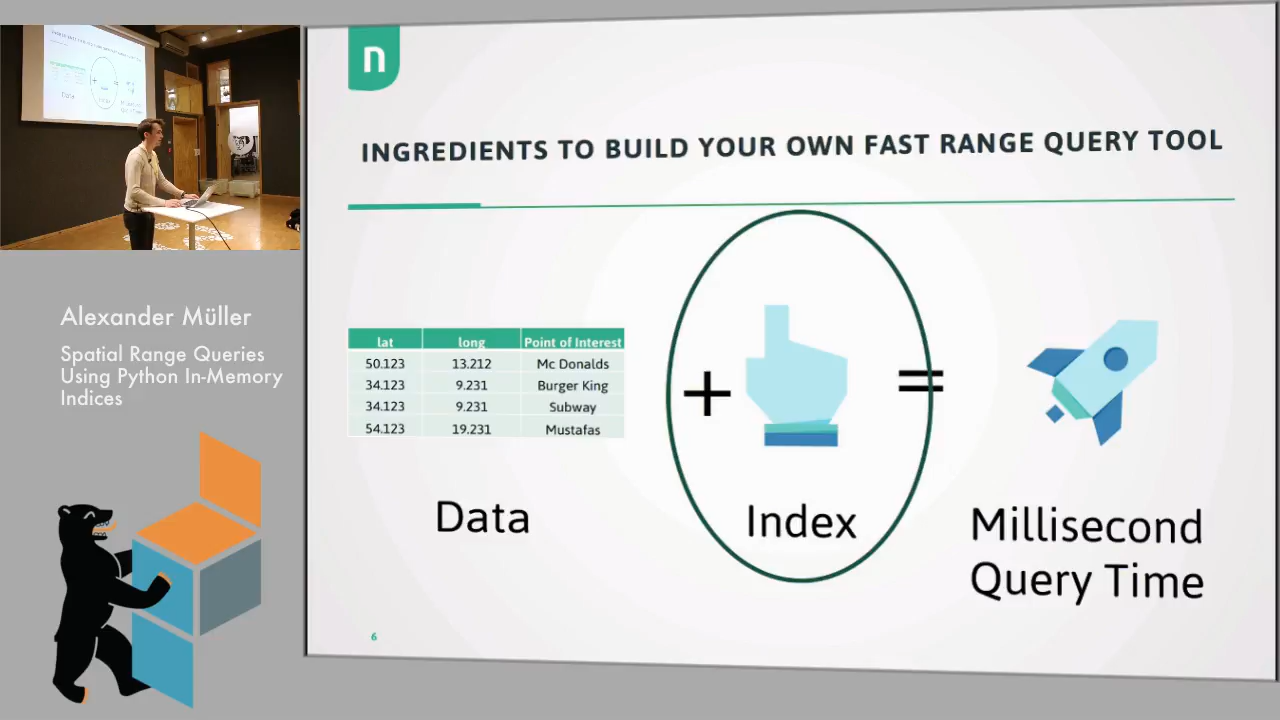 n
INGREDIENTS TO BUILD YOUR OWN FAST RANGE QUERY TOOL
lat long Point of Interest
50.123 13.212 Mc Donalds
34.123 9.231 Burger King
34.123 9.231 Subway
54.123 19.231 Mustafas
+ =
Data
Index
Millisecond
Query Time
6
Alexander Müller
Spatial Range Queries
Using Python In-Memory
Indices